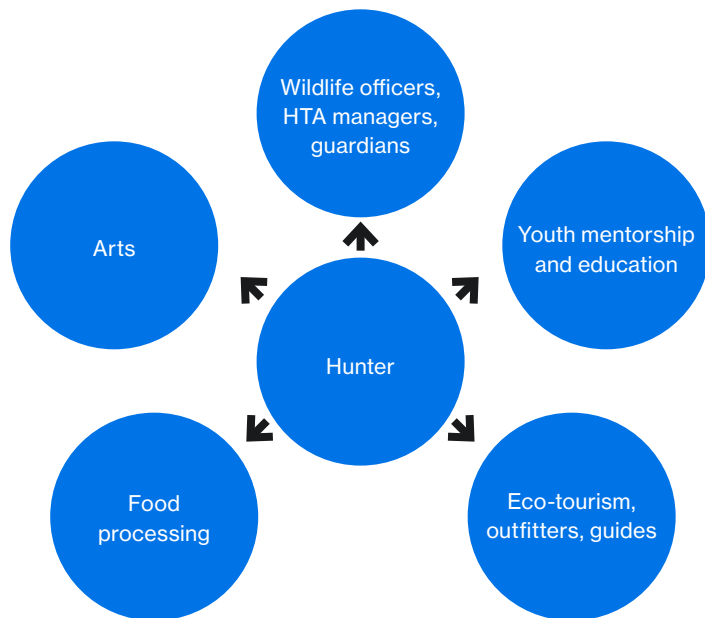 Wildlife officers,
HTA managers,
guardians
Arts
Youth mentorship
and education
Hunter
Food
processing
Eco-tourism,
outfitters, guides